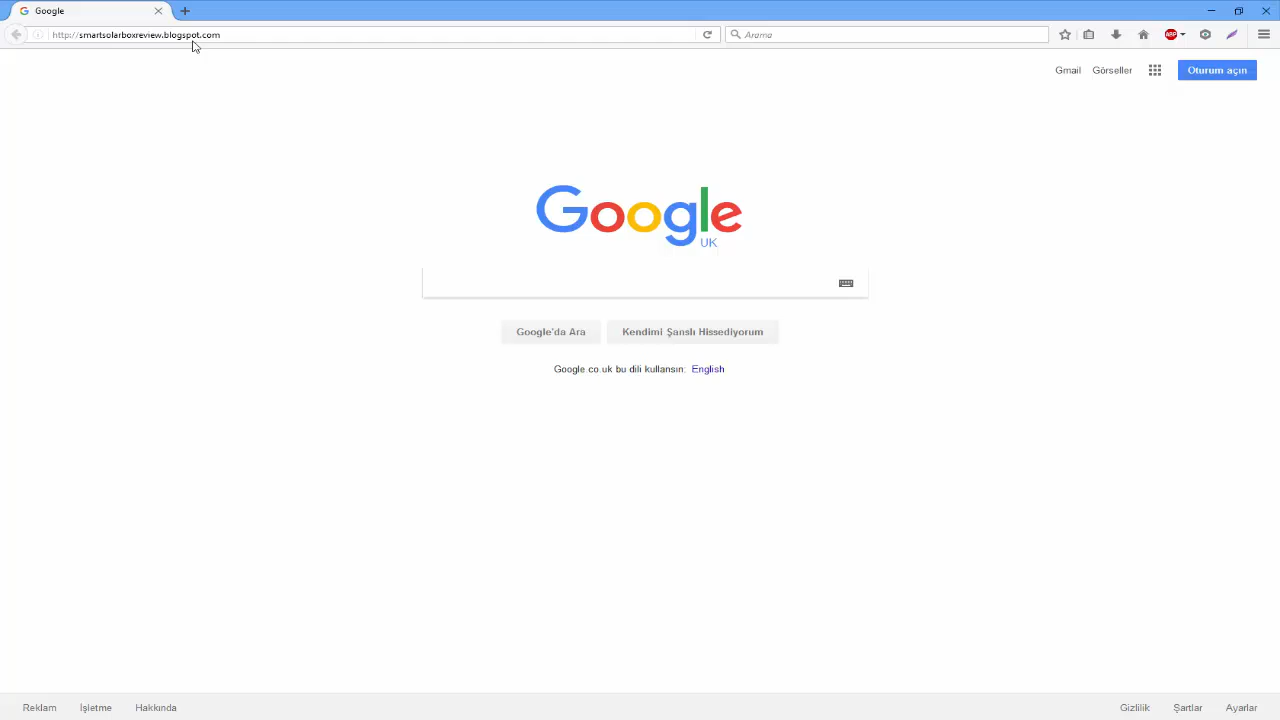 Google
http://smartsolarboxreview.blogspot.com
Arama
ABP
Gmail Görseller Oturum açın
Google
UK
Google'da Ara Kendimi Şanslı Hissediyorum
Google.co.uk bu dili kullansın: English
Reklam İşletme Hakkında Gizlilik Şartlar Ayarlar